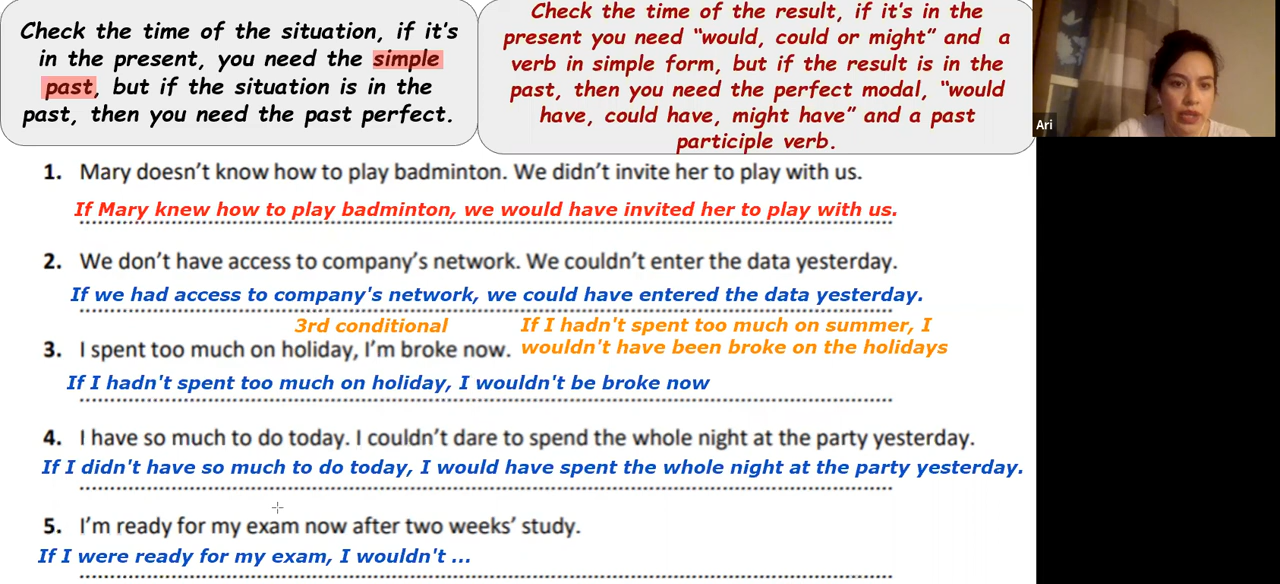 Check the time of the situation, if it's
in the present, you need the simple
past, but if the situation is in the
past, then you need the past perfect.
Check the time of the result, if it's in the
present you need “would, could or might” and a
verb in simple form, but if the result is in the
past, then you need the perfect modal, “would
have, could have, might have” and a past
participle verb.
Ari
1. Mary doesn’t know how to play badminton. We didn’t invite her to play with us.
If Mary knew how to play badminton, we would have invited her to play with us.
2. We don’t have access to company’s network. We couldn’t enter the data yesterday.
If we had access to company's network, we could have entered the data yesterday.
3rd conditional
If I hadn't spent too much on summer, I
wouldn't have been broke on the holidays
3. I spent too much on holiday, I’m broke now.
If I hadn't spent too much on holiday, I wouldn't be broke now
4. I have so much to do today. I couldn’t dare to spend the whole night at the party yesterday.
If I didn't have so much to do today, I would have spent the whole night at the party yesterday.
5. I’m ready for my exam now after two weeks’ study.
If I were ready for my exam, I wouldn't ...